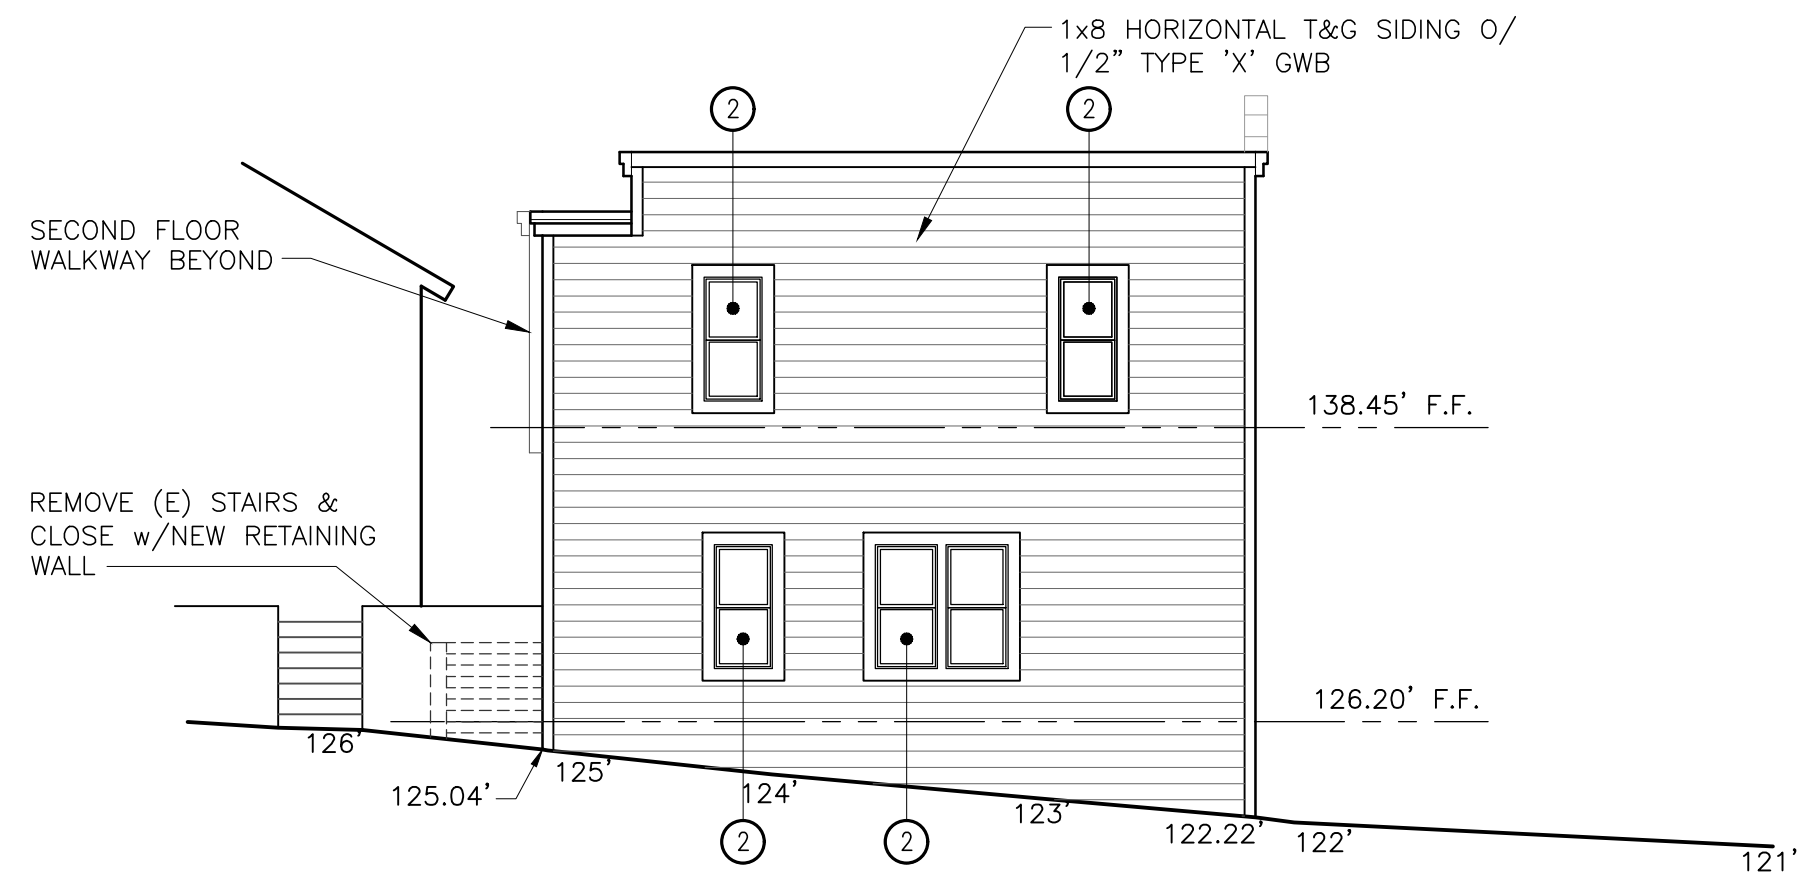 1x8 HORIZONTAL T&G SIDING O/
1/2" TYPE 'X' GWB
2
2
SECOND FLOOR
WALKWAY BEYOND
138.45' F.F.
REMOVE (E) STAIRS &
CLOSE w/NEW RETAINING
WALL
126.20' F.F.
126'
125'
125.04'
124'
123'
122.22'
122'
121'
2
2